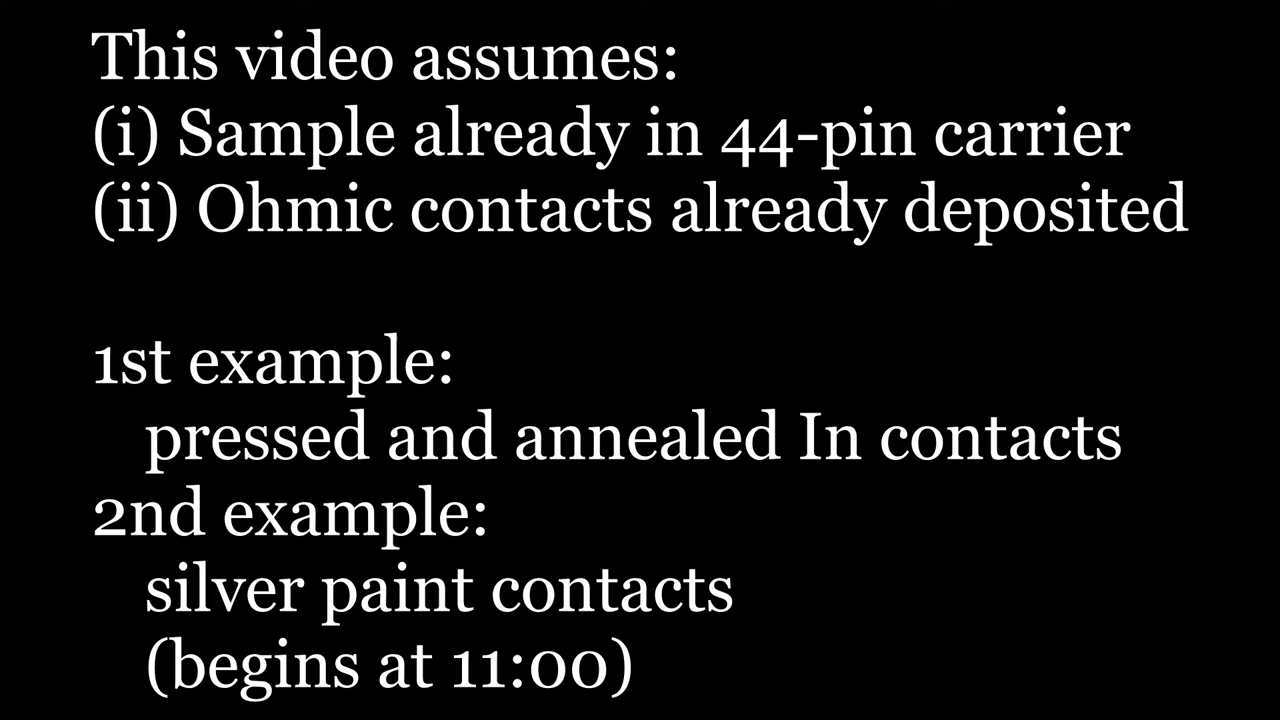 This video assumes:
(i) Sample already in 44-pin carrier
(ii) Ohmic contacts already deposited
1st example:
pressed and annealed In contacts
2nd example:
silver paint contacts
(begins at 11:00)